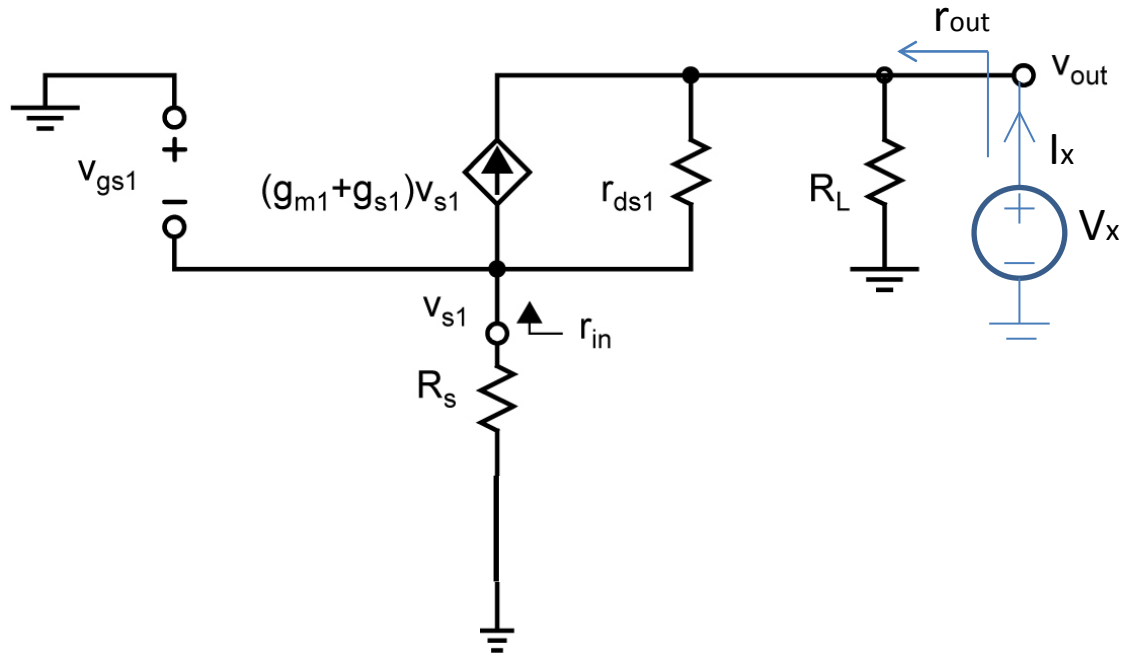 rout
vout
+
vgs1
−
(gm1+gs1)vs1
rds1
RL
Ix
+
Vx
−
vs1
rin
Rs